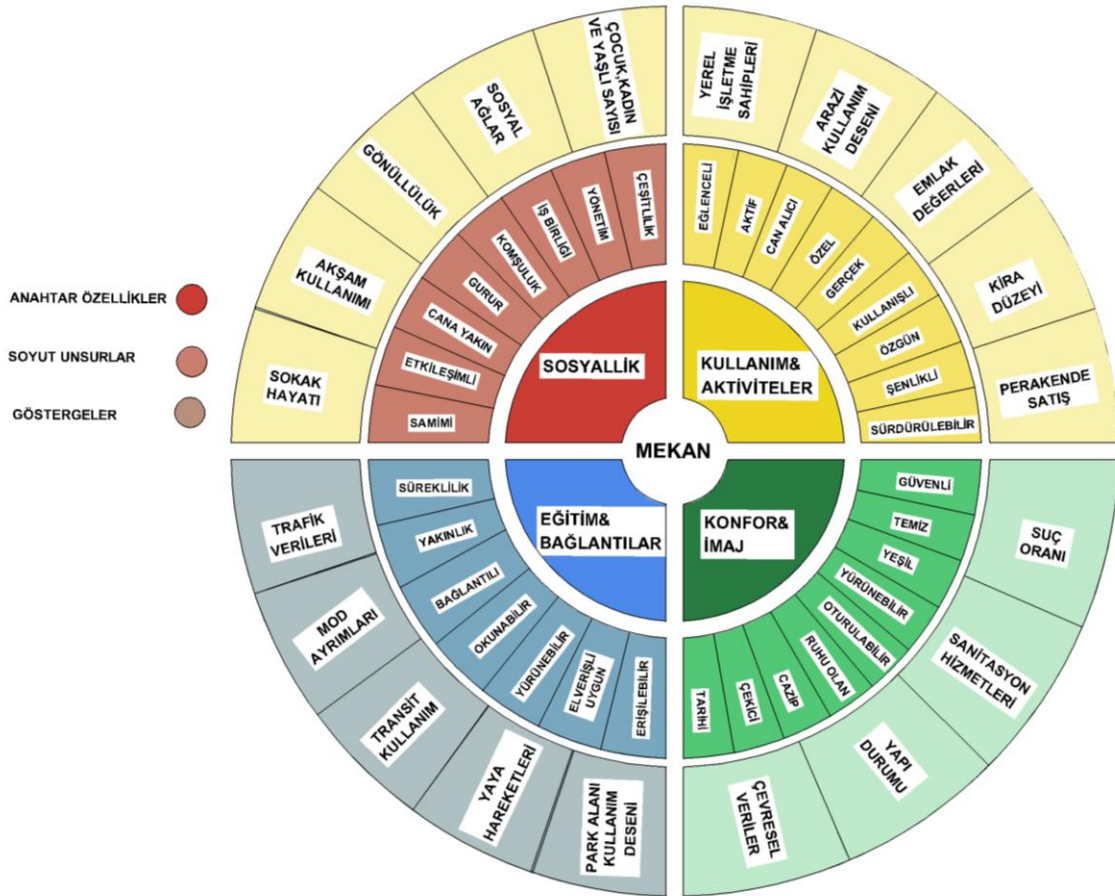 ANAHTAR ÖZELLİKLER
SOYUT UNSURLAR
GÖSTERGELER
MEKAN
SOSYALLİK
ÇEŞİTLİLİK
YÖNETİM
İŞ BİRLİĞİ
KOMŞULUK
GURUR
CANA YAKIN
ETKİLEŞİMLİ
SAMİMİ
ÇOCUK,KADIN
VE YAŞLI SAYISI
SOSYAL
AĞLAR
GÖNÜLLÜLÜK
AKŞAM
KULLANIMI
SOKAK
HAYATI
KULLANIM&
AKTİVİTELER
EĞLENCELİ
AKTİF
CAN ALICI
ÖZEL
GERÇEK
KULLANIŞLI
ÖZGÜN
ŞENLİKLİ
SÜRDÜRÜLEBİLİR
YEREL
İŞLETME
SAHİPLERİ
ARAZİ
KULLANIM
DESENİ
EMLAK
DEĞERLERİ
KİRA
DÜZEYİ
PERAKENDE
SATIŞ
EĞİTİM&
BAĞLANTILAR
SÜREKLİLİK
YAKINLIK
BAĞLANTILI
OKUNABİLİR
YÜRÜNEBİLİR
ELVERİŞLİ
UYGUN
ERİŞİLEBİLİR
TRAFİK
VERİLERİ
MOD
AYRIMLARI
TRANSİT
KULLANIM
YAYA
HAREKETLERİ
PARK ALANI
KULLANIM
DESENİ
KONFOR&
İMAJ
GÜVENLİ
TEMİZ
YEŞİL
YÜRÜNEBİLİR
OTURULABİLİR
RUHU OLAN
CAZİP
ÇEKİCİ
TARİHİ
SUÇ
ORANI
SANİTASYON
HİZMETLERİ
YAPI
DURUMU
ÇEVRESEL
VERİLER